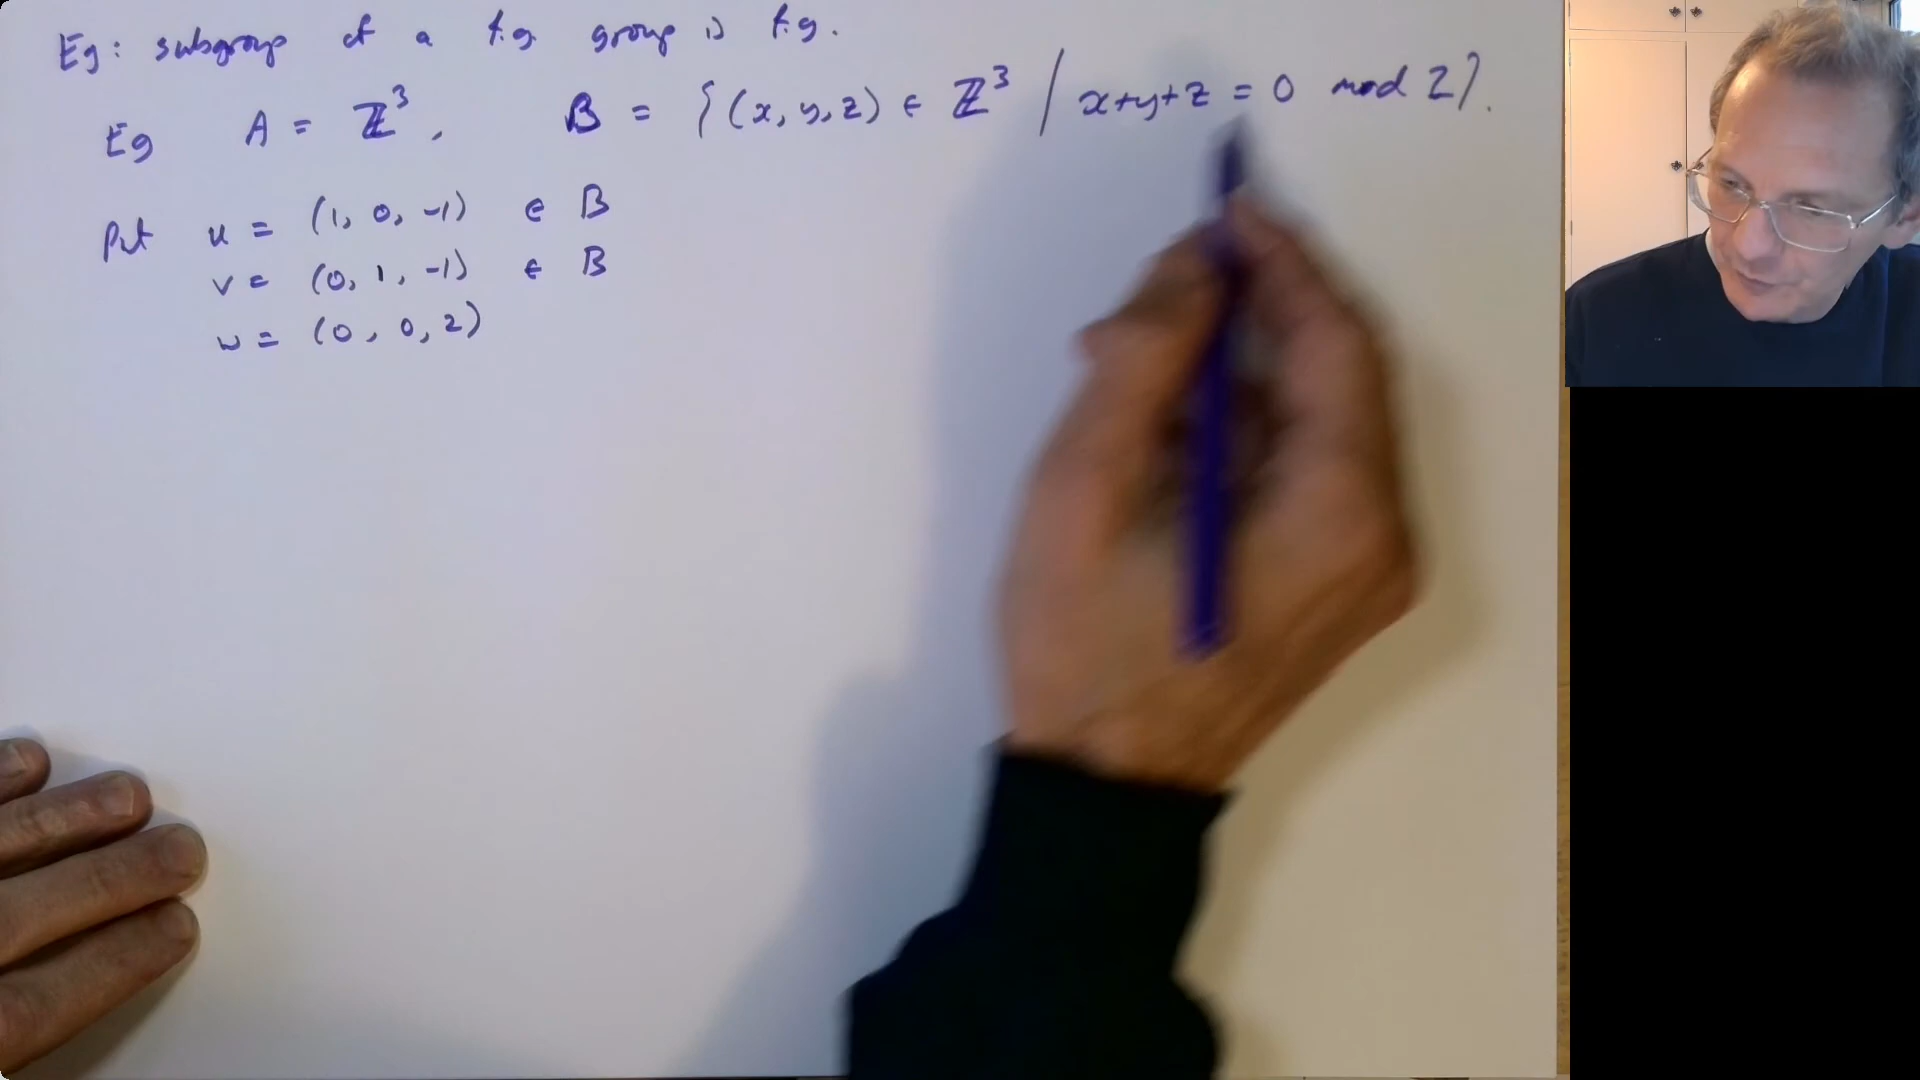 Eg: subgroup of a f.g. group is f.g.
Eg A = ℤ³, B = {(x, y, z) ∈ ℤ³ | x+y+z = 0 mod 2}.
Put u = (1, 0, -1) ∈ B
v = (0, 1, -1) ∈ B
w = (0, 0, 2)